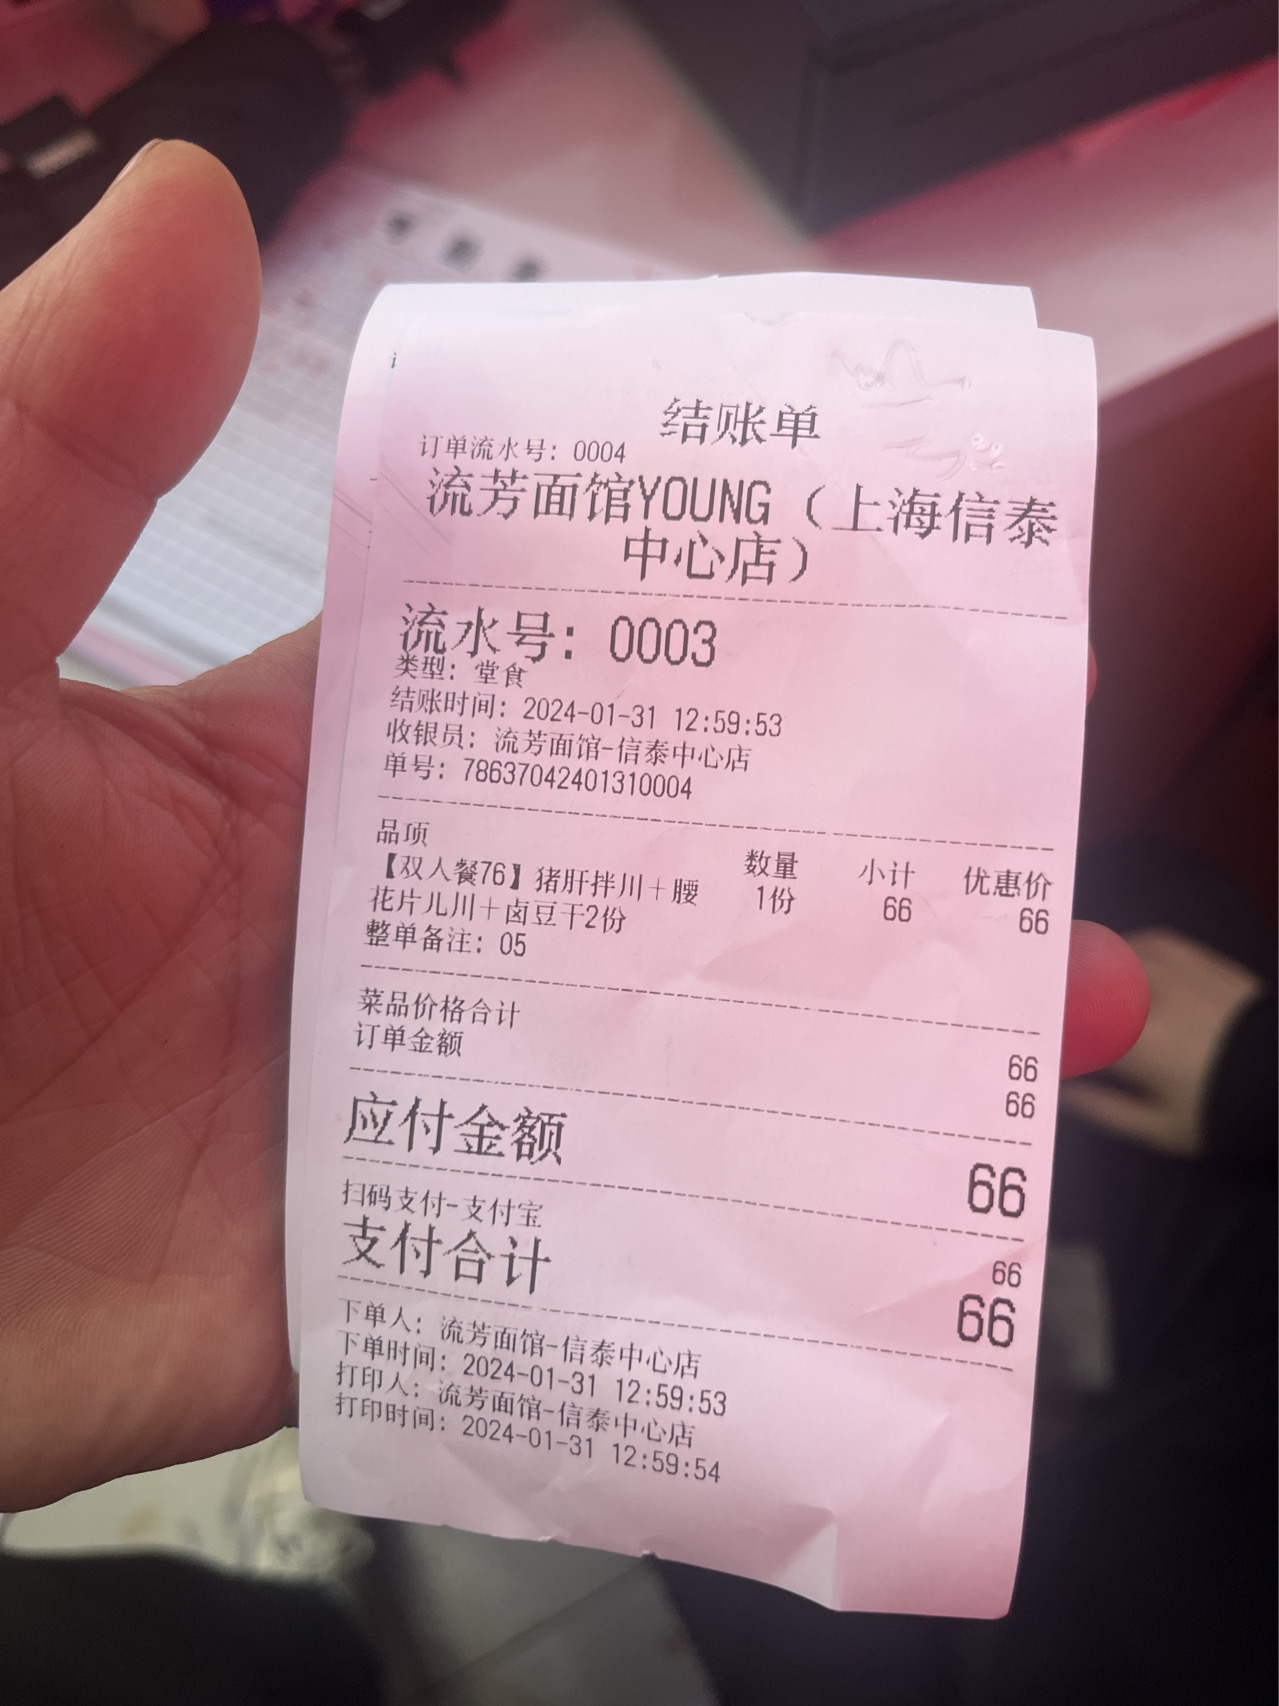 结账单
订单流水号: 0004
流芳面馆YOUNG（上海信泰
中心店）
流水号: 0003
类型: 堂食
结账时间: 2024-01-31 12:59:53
收银员: 流芳面馆-信泰中心店
单号: 78637042401310004
品项 数量 小计 优惠价
【双人餐76】猪肝拌川＋腰 1份 66 66
花片儿川＋卤豆干2份
整单备注: 05
菜品价格合计 66
订单金额 66
应付金额 66
扫码支付-支付宝 66
支付合计 66
下单人: 流芳面馆-信泰中心店
下单时间: 2024-01-31 12:59:53
打印人: 流芳面馆-信泰中心店
打印时间: 2024-01-31 12:59:54